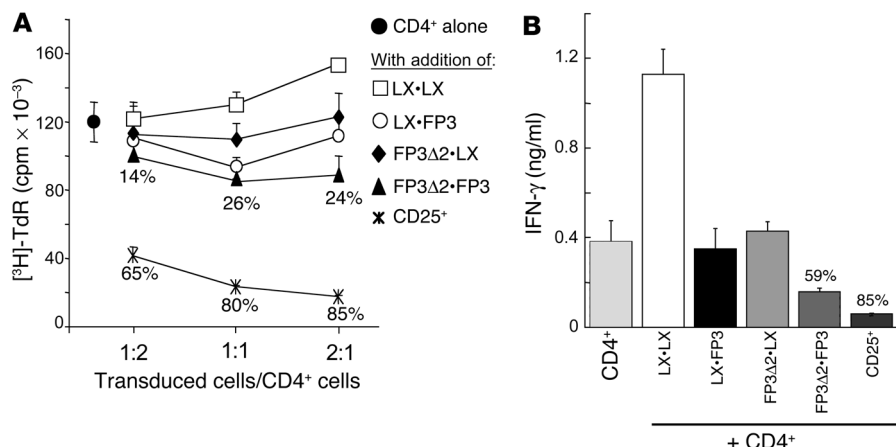 A
[³H]-TdR (cpm × 10⁻³)
160
120
80
40
0
14%
26%
24%
65%
80%
85%
1:2
1:1
2:1
Transduced cells/CD4⁺ cells
CD4⁺ alone
With addition of:
LX•LX
LX•FP3
FP3Δ2•LX
FP3Δ2•FP3
CD25⁺
B
IFN-γ (ng/ml)
1.2
0.8
0.4
0
59%
85%
CD4⁺
LX•LX
LX•FP3
FP3Δ2•LX
FP3Δ2•FP3
CD25⁺
+ CD4⁺